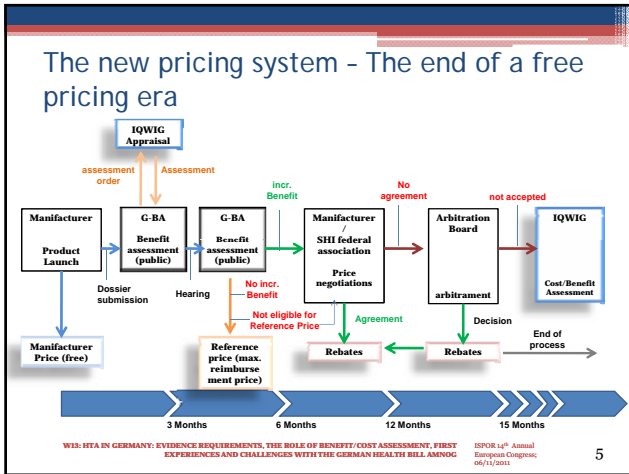 The new pricing system – The end of a free
pricing era
IQWIG
Appraisal
assessment
order
Assessment
incr.
Benefit
No
agreement
not accepted
Manufacturer
Product
Launch
G-BA
Benefit
assessment
(public)
G-BA
Benefit
assessment
(public)
Manufacturer
/
SHI federal
association
Price
negotiations
Arbitration
Board
arbitrament
IQWIG
Cost/Benefit
Assessment
Dossier
submission
Hearing
No incr.
Benefit
Not eligible for
Reference Price
Agreement
Decision
Manufacturer
Price (free)
Reference
price (max.
reimburse
ment price)
Rebates
Rebates
End of
process
3 Months
6 Months
12 Months
15 Months
W13: HTA IN GERMANY: EVIDENCE REQUIREMENTS, THE ROLE OF BENEFIT/COST ASSESSMENT, FIRST
EXPERIENCES AND CHALLENGES WITH THE GERMAN HEALTH BILL AMNOG
ISPOR 14th Annual
European Congress;
06/11/2011
5